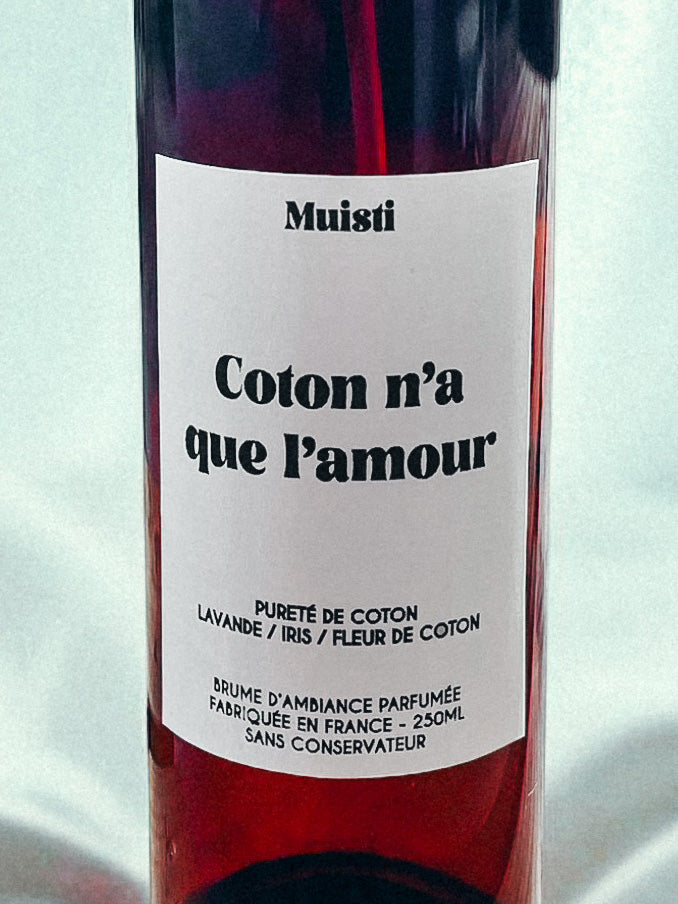 Muisti
Coton n'a
que l'amour
PURETÉ DE COTON
LAVANDE / IRIS / FLEUR DE COTON
BRUME D'AMBIANCE PARFUMÉE
FABRIQUÉE EN FRANCE - 250ML
SANS CONSERVATEUR